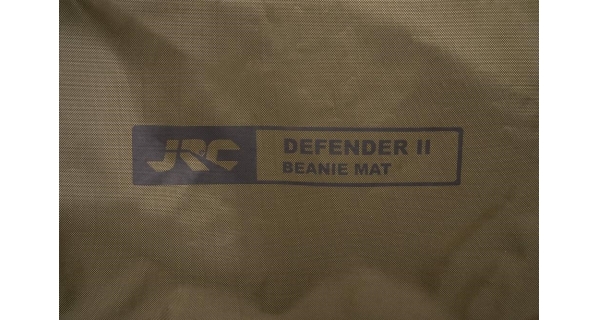 JRC
DEFENDER II
BEANIE MAT